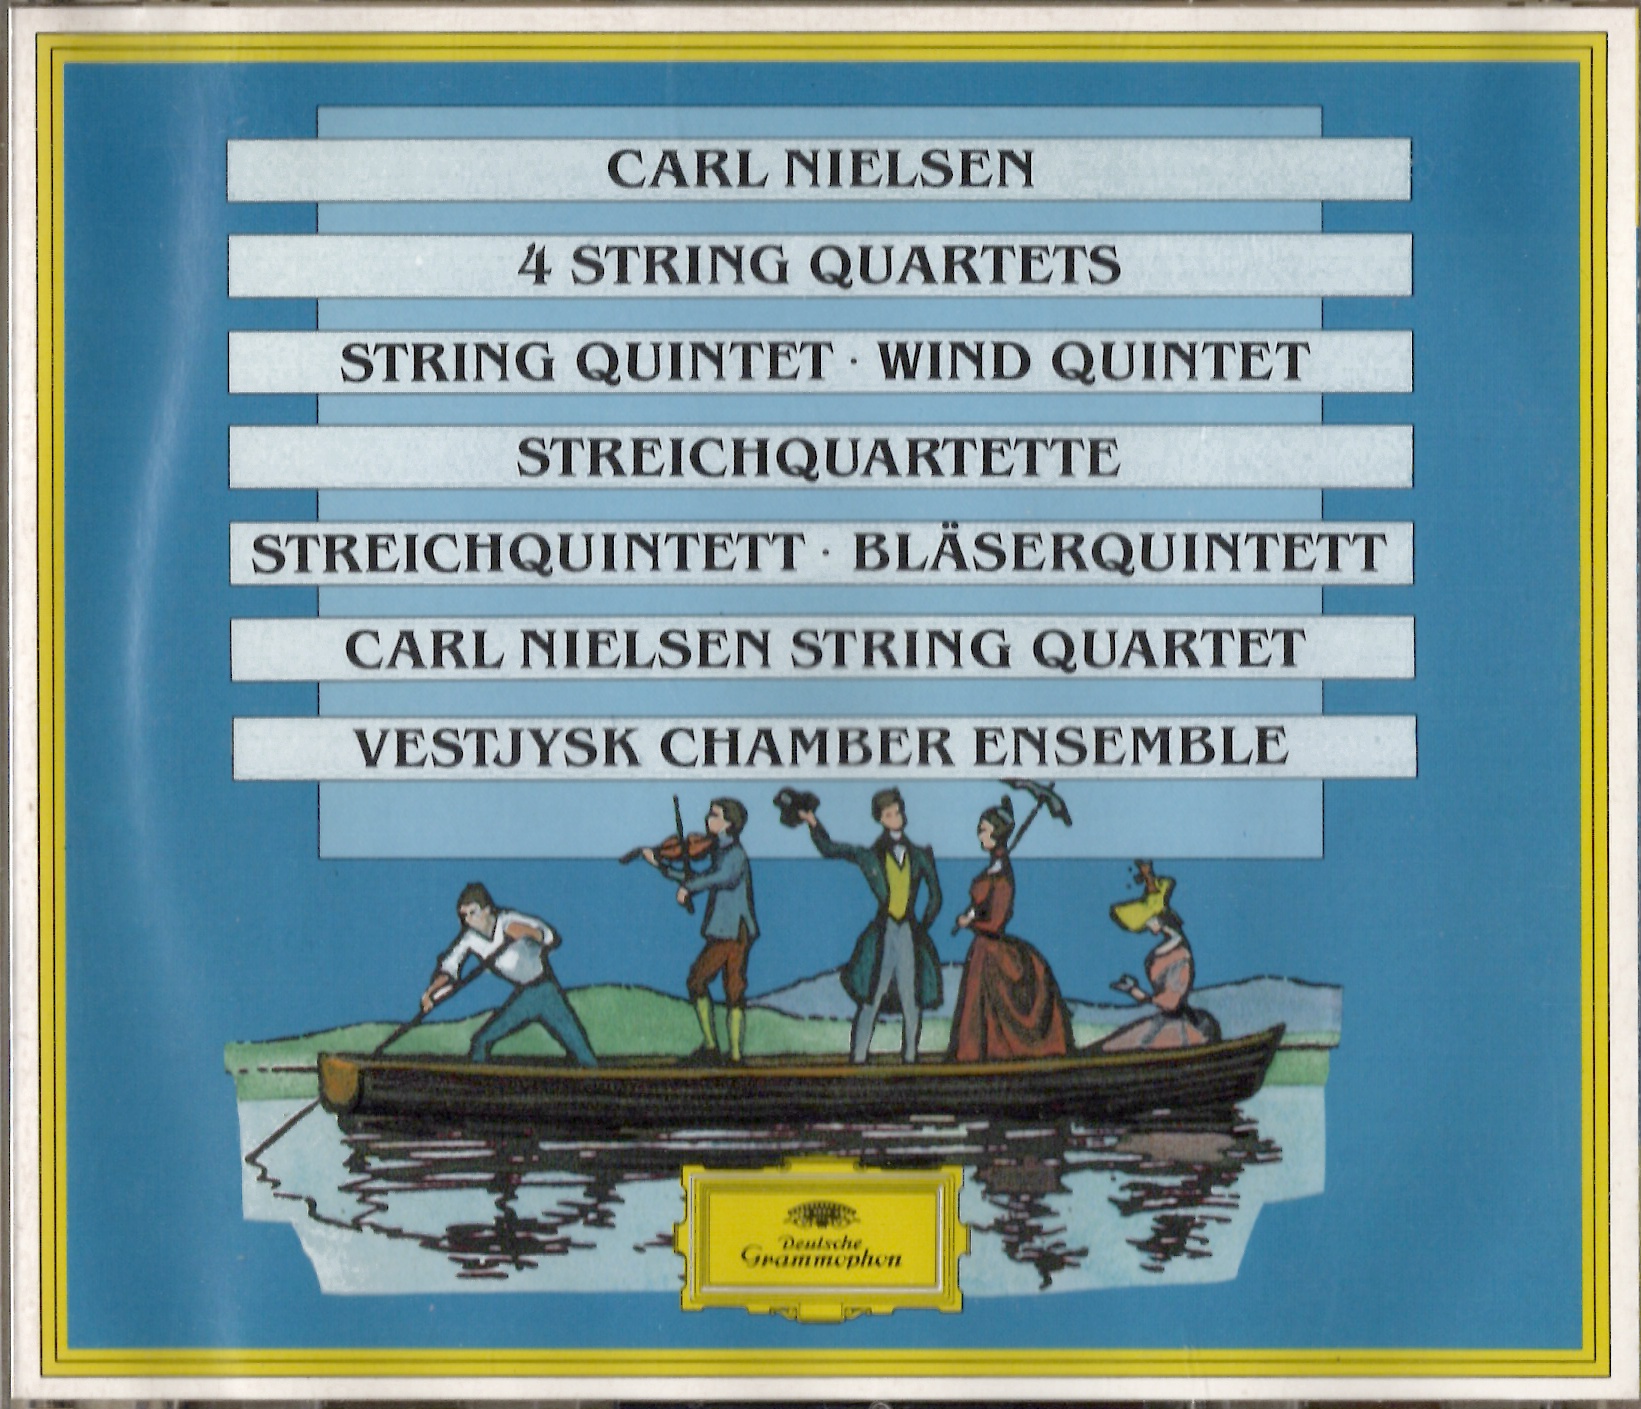 CARL NIELSEN
4 STRING QUARTETS
STRING QUINTET · WIND QUINTET
STREICHQUARTETTE
STREICHQUINTETT · BLÄSERQUINTETT
CARL NIELSEN STRING QUARTET
VESTJYSK CHAMBER ENSEMBLE
Deutsche
Grammophon